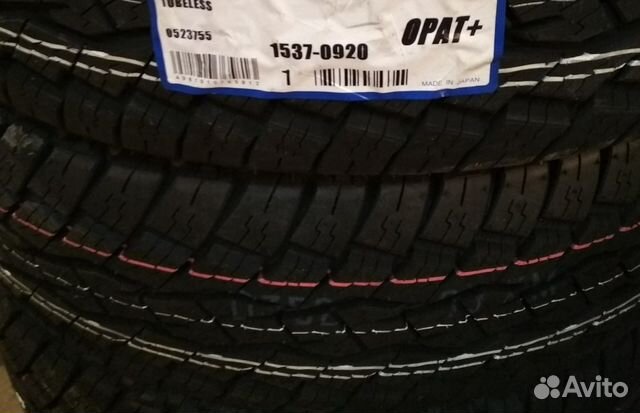 TUBELESS
0523755
1537-0920
OPAT+
1
MADE IN JAPAN
Avito